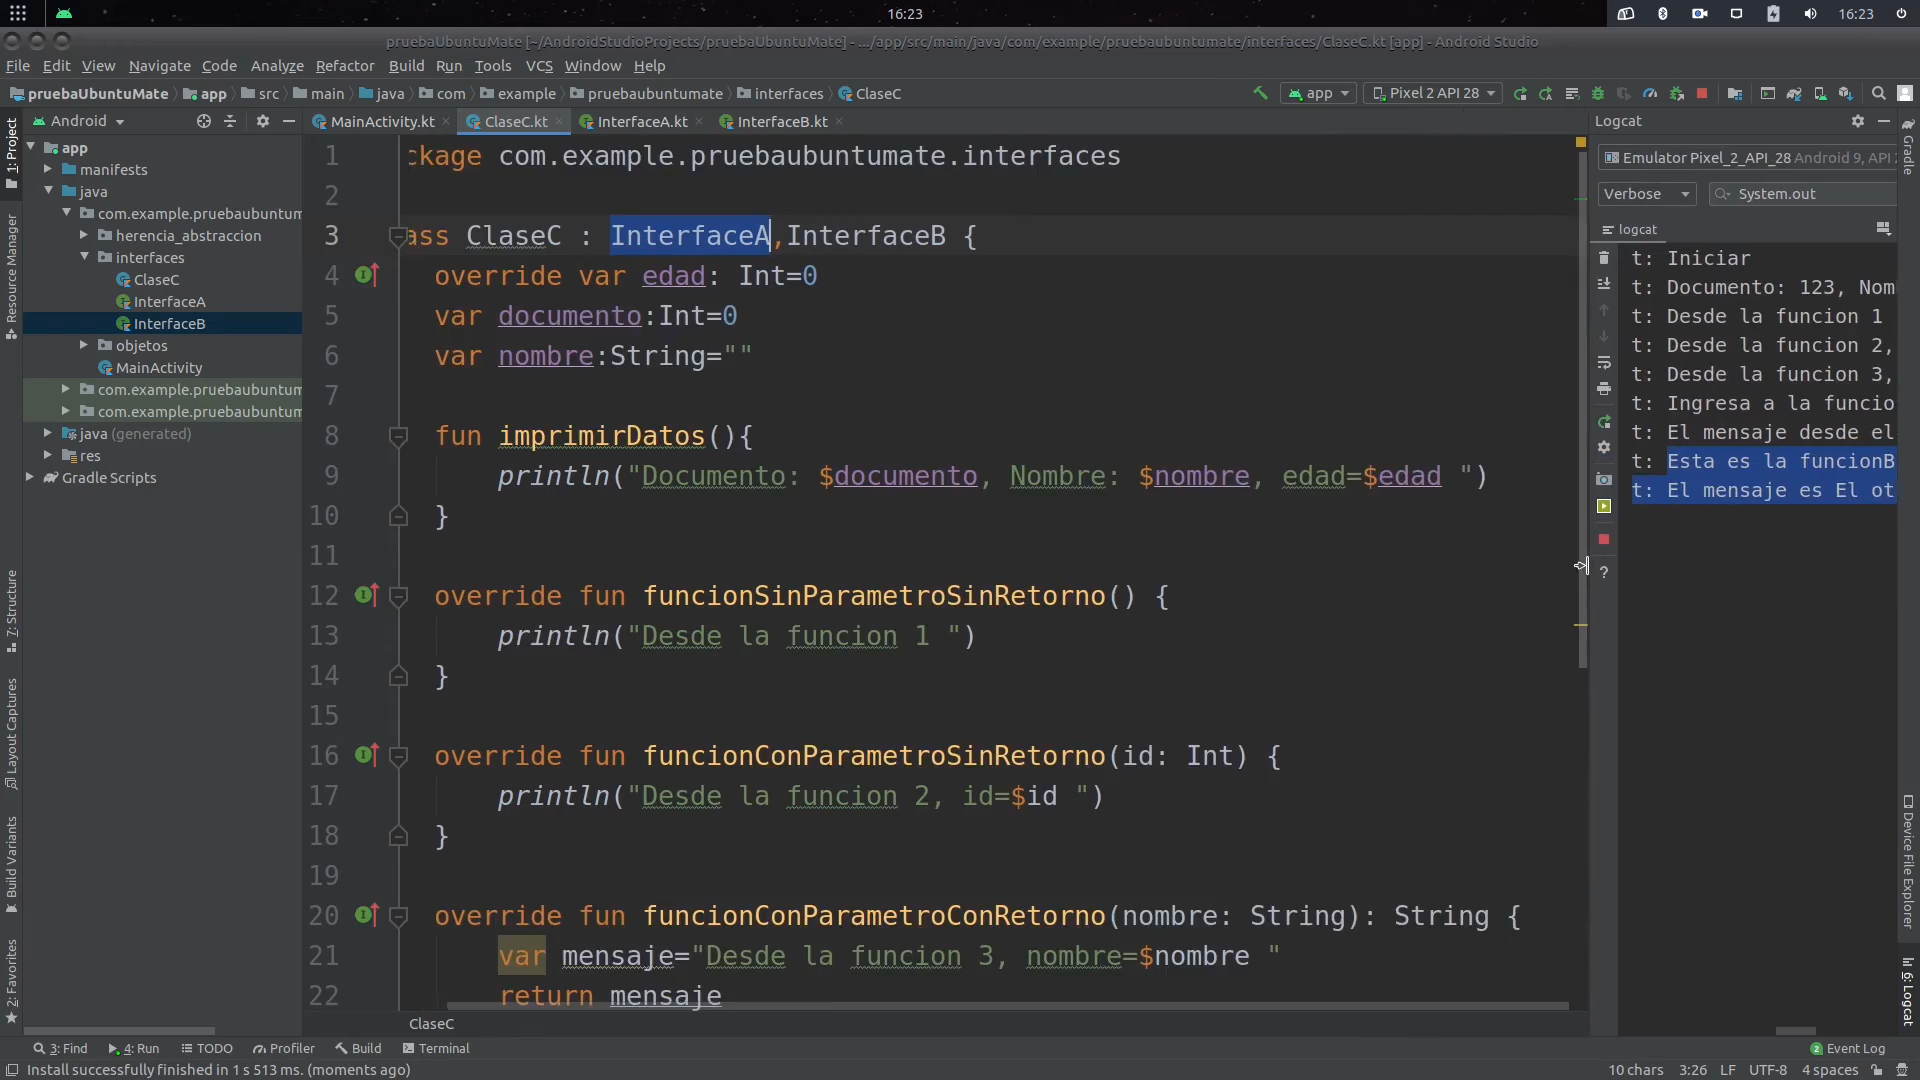 16:23
16:23
pruebaUbuntuMate [~/AndroidStudioProjects/pruebaUbuntuMate] - .../app/src/main/java/com/example/pruebaubuntumate/interfaces/ClaseC.kt [app] - Android Studio
File Edit View Navigate Code Analyze Refactor Build Run Tools VCS Window Help
pruebaUbuntuMate app src main java com example pruebaubuntumate interfaces ClaseC app Pixel 2 API 28
Android MainActivity.kt ClaseC.kt InterfaceA.kt InterfaceB.kt Logcat
1: Project
Resource Manager
7: Structure
Layout Captures
Build Variants
2: Favorites
app
manifests
java
com.example.pruebaubuntum
herencia_abstraccion
interfaces
ClaseC
InterfaceA
InterfaceB
objetos
MainActivity
com.example.pruebaubuntum
com.example.pruebaubuntum
java (generated)
res
Gradle Scripts
1 ckage com.example.pruebaubuntumate.interfaces
2
3 ass ClaseC : InterfaceA,InterfaceB {
4 override var edad: Int=0
5 var documento:Int=0
6 var nombre:String=""
7
8 fun imprimirDatos(){
9 println("Documento: $documento, Nombre: $nombre, edad=$edad ")
10 }
11
12 override fun funcionSinParametroSinRetorno() {
13 println("Desde la funcion 1 ")
14 }
15
16 override fun funcionConParametroSinRetorno(id: Int) {
17 println("Desde la funcion 2, id=$id ")
18 }
19
20 override fun funcionConParametroConRetorno(nombre: String): String {
21 var mensaje="Desde la funcion 3, nombre=$nombre "
22 return mensaje
ClaseC
Emulator Pixel_2_API_28 Android 9, API 2
Verbose System.out
logcat
t: Iniciar
t: Documento: 123, Nom
t: Desde la funcion 1
t: Desde la funcion 2,
t: Desde la funcion 3,
t: Ingresa a la funcio
t: El mensaje desde el
t: Esta es la funcionB
t: El mensaje es El ot
?
Gradle
Device File Explorer
6: Logcat
3: Find 4: Run TODO Profiler Build Terminal 2 Event Log
Install successfully finished in 1 s 513 ms. (moments ago) 10 chars 3:26 LF UTF-8 4 spaces